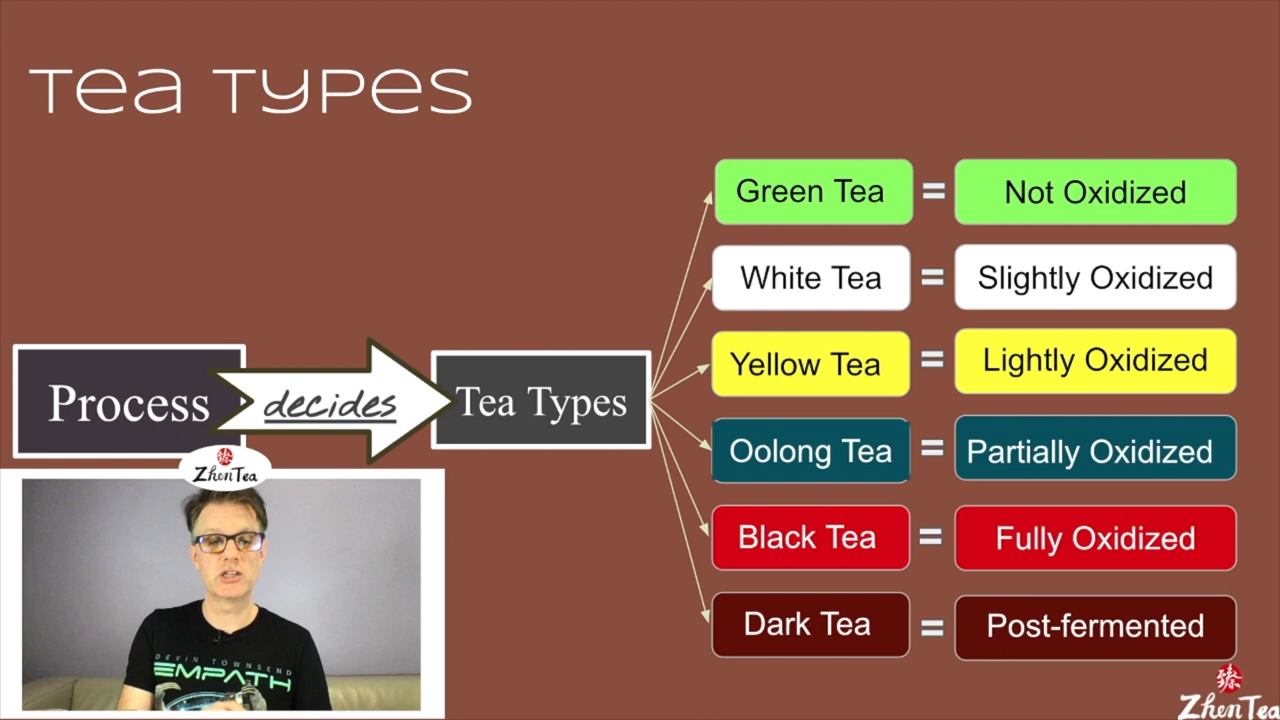 Tea Types
Green Tea = Not Oxidized
White Tea = Slightly Oxidized
Yellow Tea = Lightly Oxidized
Process decides Tea Types
Oolong Tea = Partially Oxidized
Black Tea = Fully Oxidized
Dark Tea = Post-fermented
臻
ZhenTea
DEVIN TOWNSEND
EMPATH
臻
ZhenTea